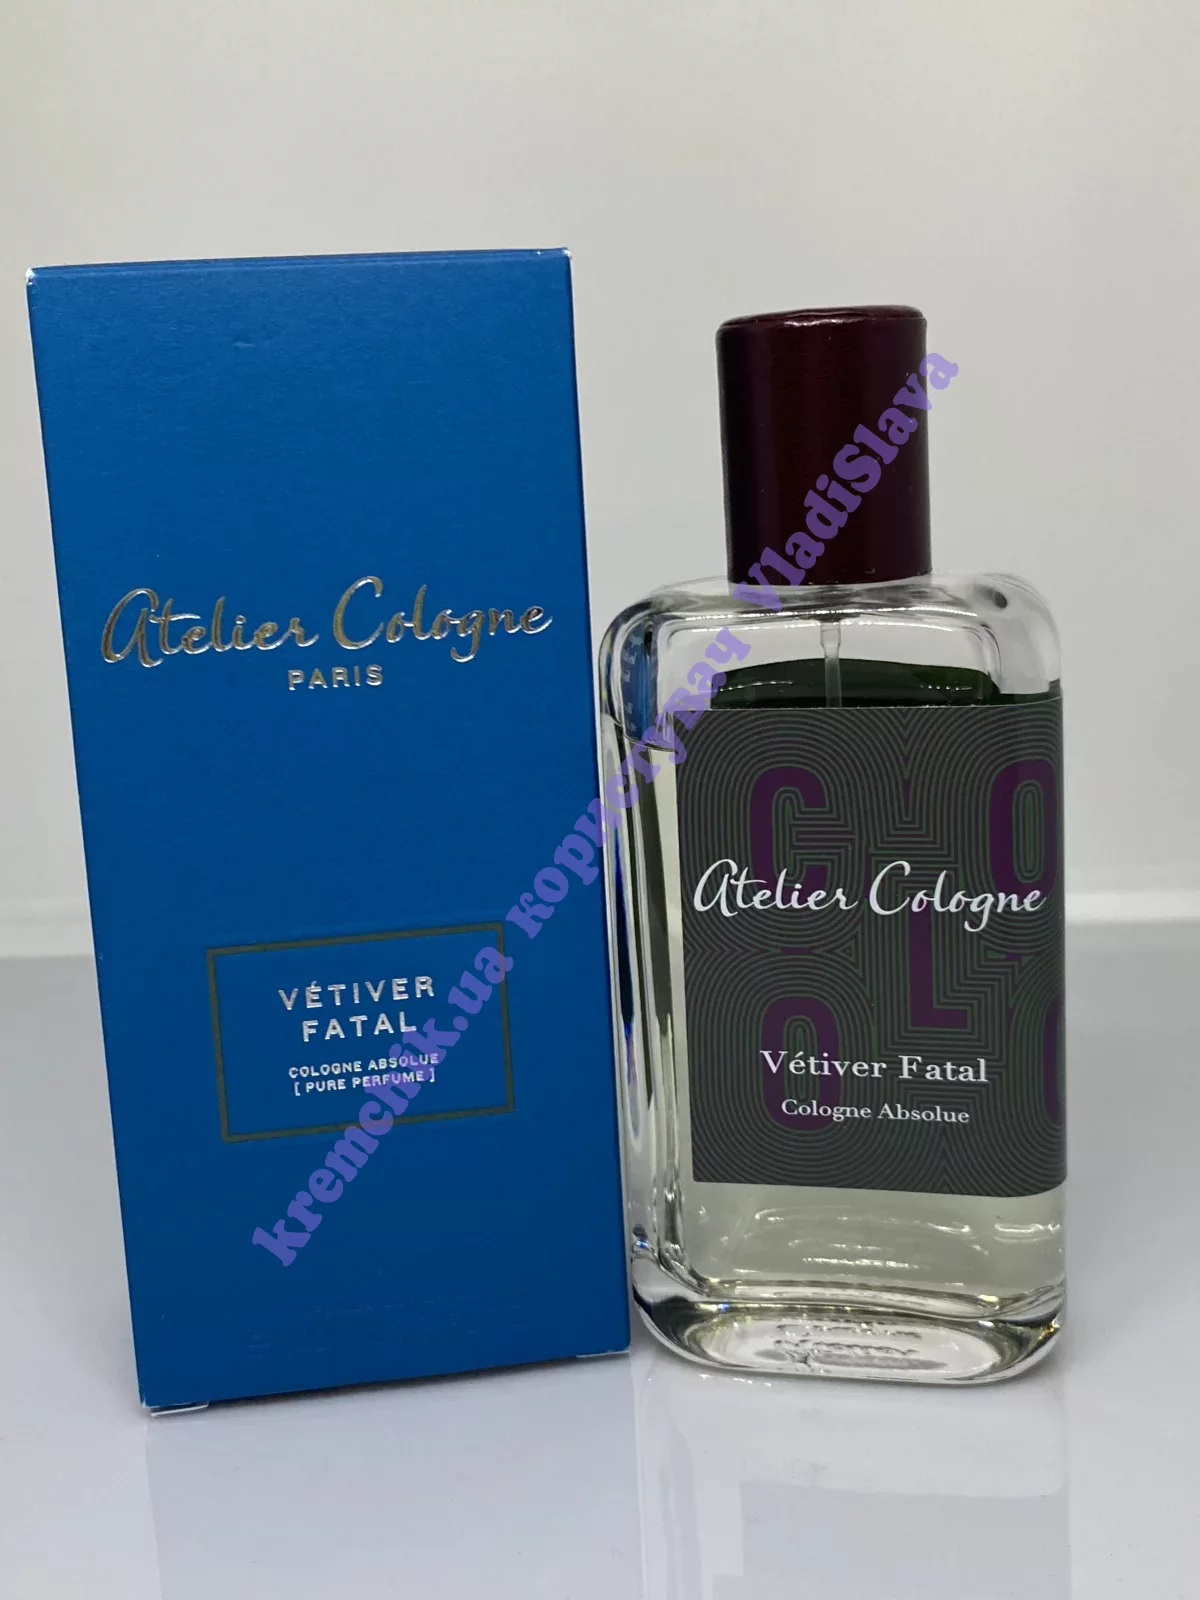 Atelier Cologne
PARIS
VÉTIVER
FATAL
COLOGNE ABSOLUE
[ PURE PERFUME ]
C O
Atelier Cologne
L
O O
Vétiver Fatal
Cologne Absolue
kremchik.ua користувач VladiSlava